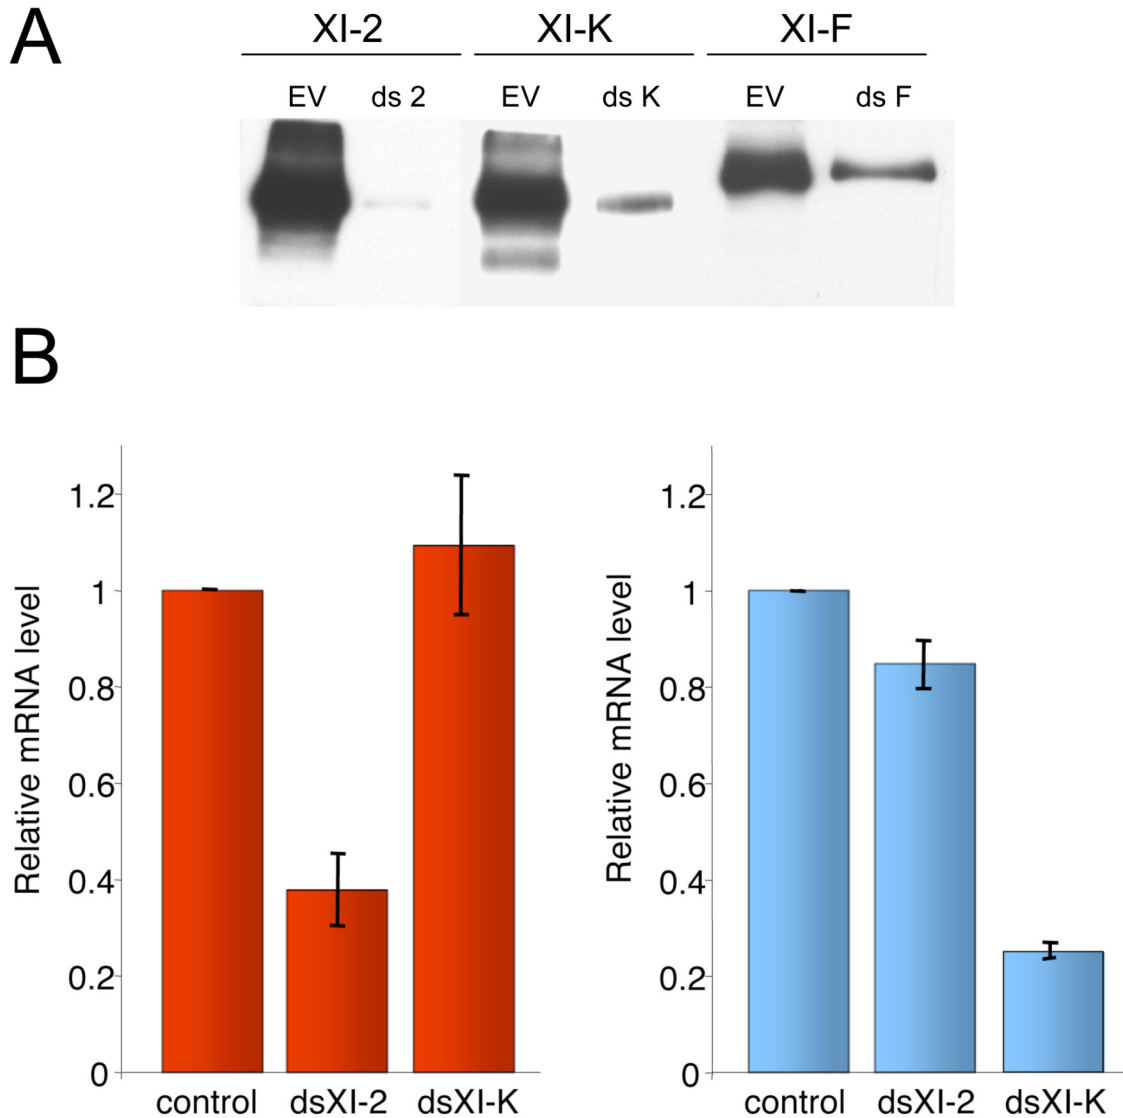 A
XI-2 XI-K XI-F
EV ds 2 EV ds K EV ds F
B
Relative mRNA level
1.2
1
0.8
0.6
0.4
0.2
0
control dsXI-2 dsXI-K
Relative mRNA level
1.2
1
0.8
0.6
0.4
0.2
0
control dsXI-2 dsXI-K